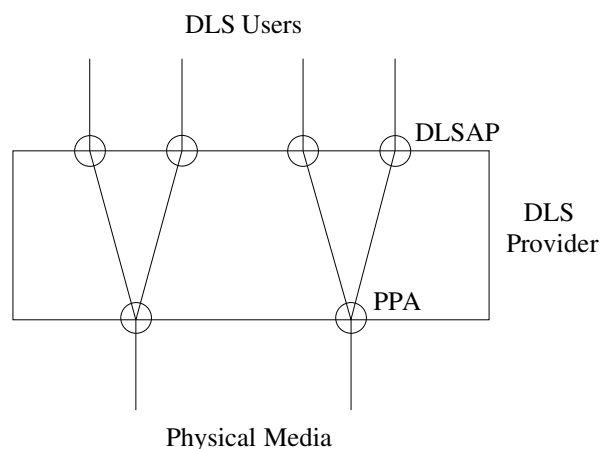 DLS Users
DLSAP
DLS
Provider
PPA
Physical Media